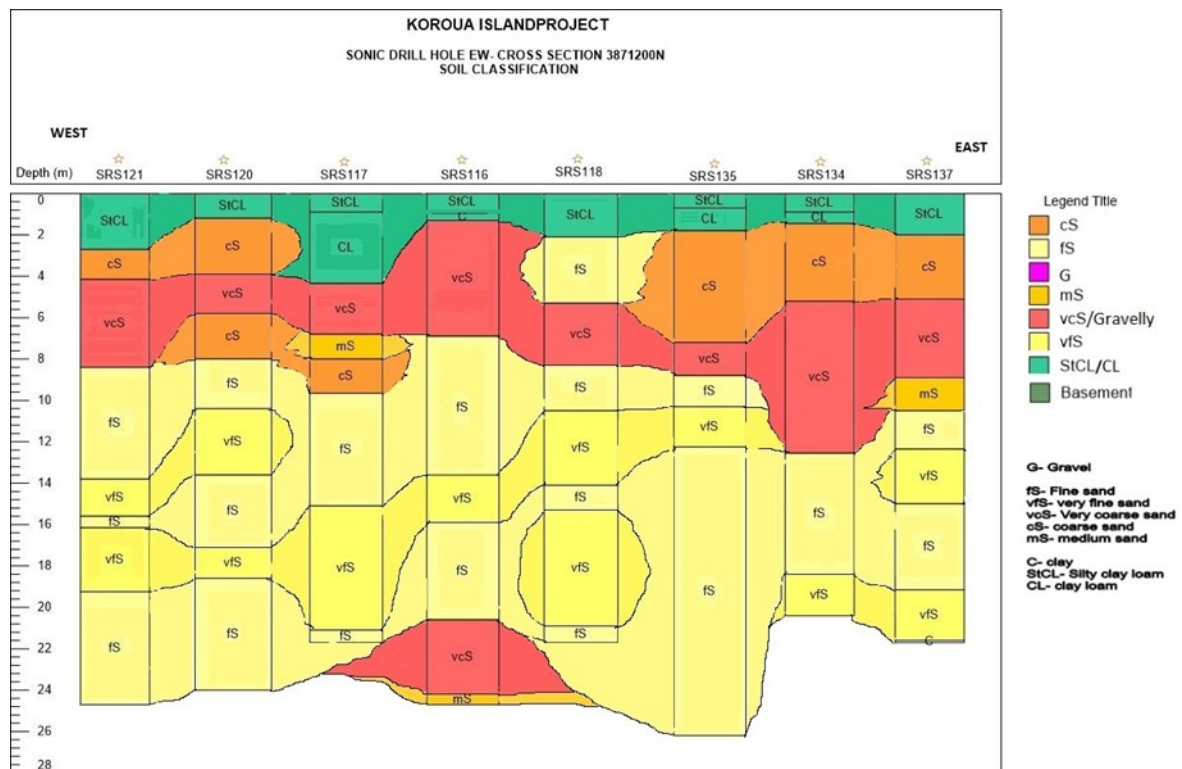 KOROUA ISLANDPROJECT
SONIC DRILL HOLE EW- CROSS SECTION 3871200N
SOIL CLASSIFICATION
WEST
EAST
Depth (m) SRS121 SRS120 SRS117 SRS116 SRS118 SRS135 SRS134 SRS137
0
2
4
6
8
10
12
14
16
18
20
22
24
26
28
StCL
cS
vcS
fS
vfS
fS
vfS
fS
StCL
cS
vcS
cS
fS
vfS
fS
vfS
fS
StCL
CL
vcS
mS
cS
fS
vfS
fS
StCL
C
vcS
fS
vfS
fS
vcS
mS
StCL
fS
vcS
fS
vfS
fS
vfS
fS
StCL
CL
cS
vcS
fS
vfS
fS
StCL
CL
cS
vcS
fS
vfS
StCL
cS
vcS
mS
fS
vfS
fS
vfS
C
Legend Title
cS
fS
G
mS
vcS/Gravelly
vfS
StCL/CL
Basement
G- Gravel
fS- Fine sand
vfS- very fine sand
vcS- Very coarse sand
cS- coarse sand
mS- medium sand
C- clay
StCL- Silty clay loam
CL- clay loam